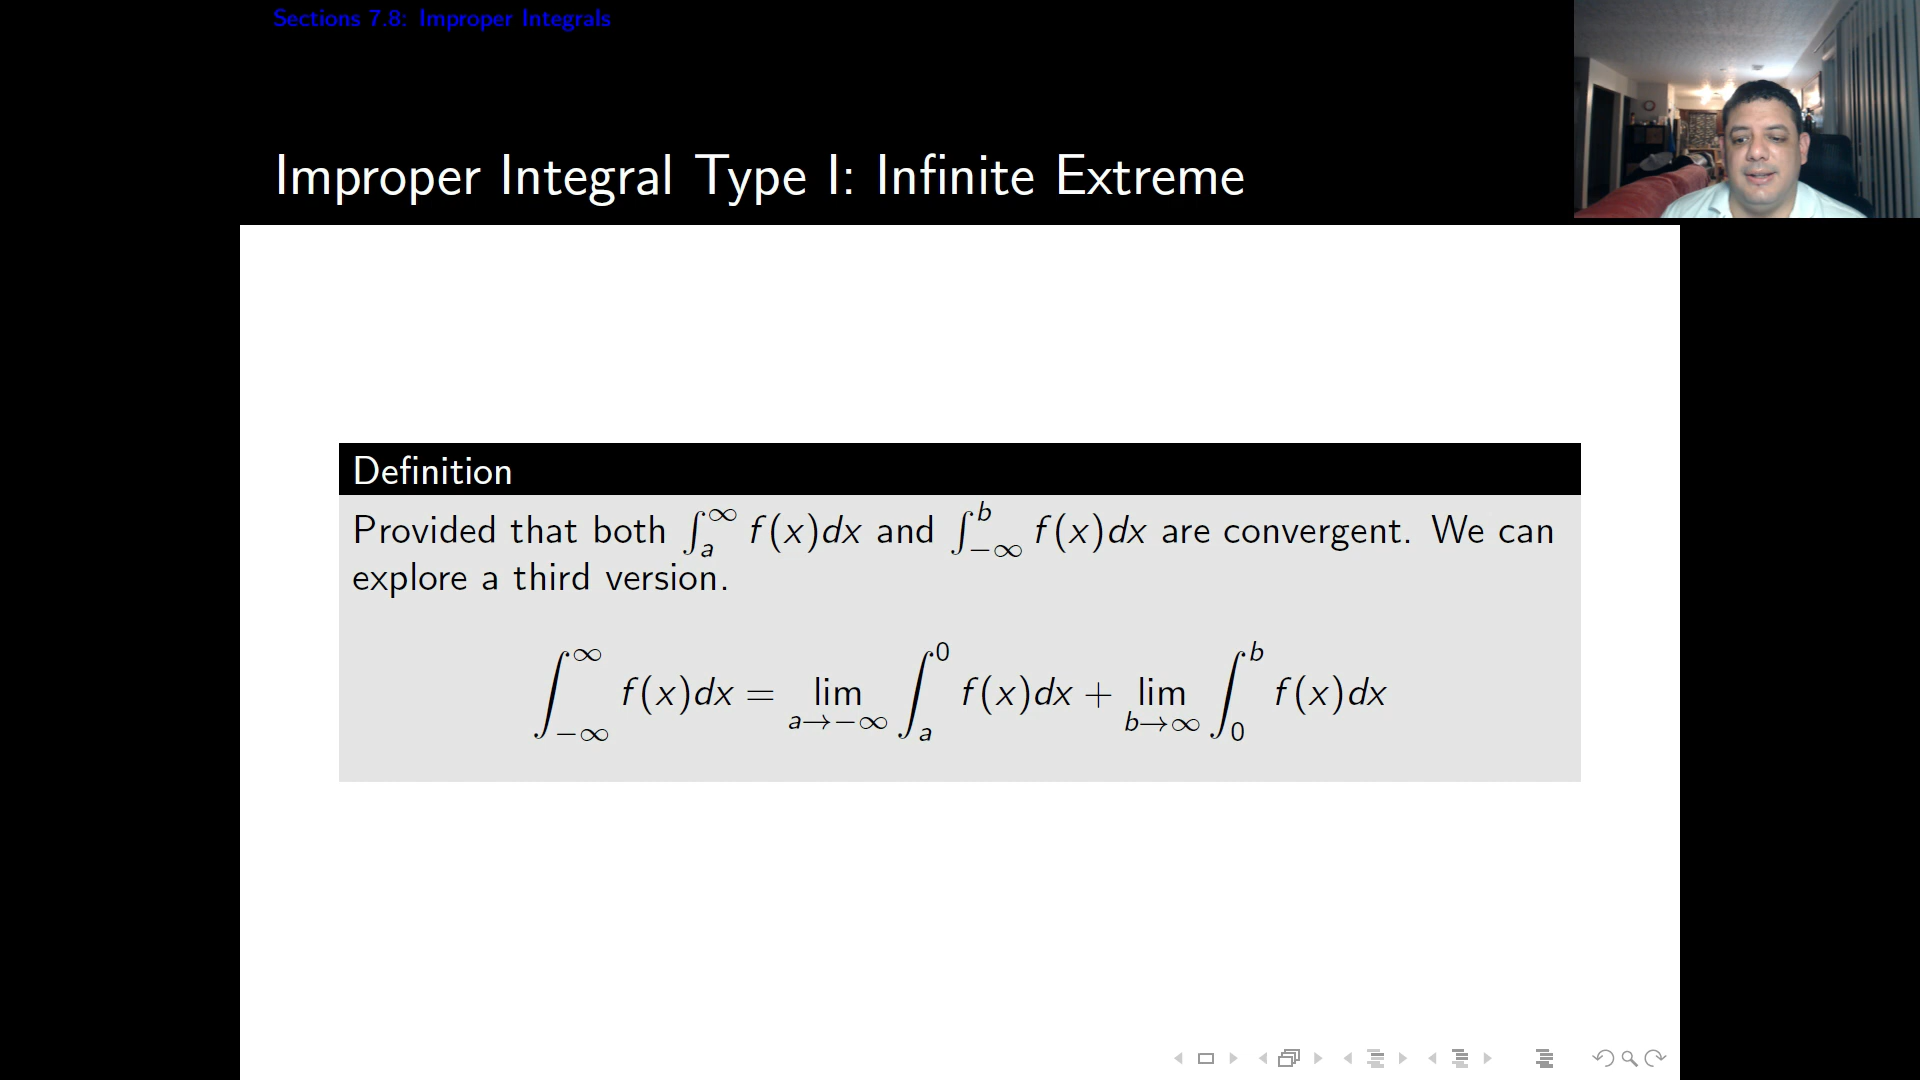 Sections 7.8: Improper Integrals
Improper Integral Type I: Infinite Extreme
Definition
Provided that both ∫_a^∞ f(x)dx and ∫_{−∞}^b f(x)dx are convergent. We can
explore a third version.
∫_{−∞}^∞ f(x)dx = lim_{a→−∞} ∫_a^0 f(x)dx + lim_{b→∞} ∫_0^b f(x)dx